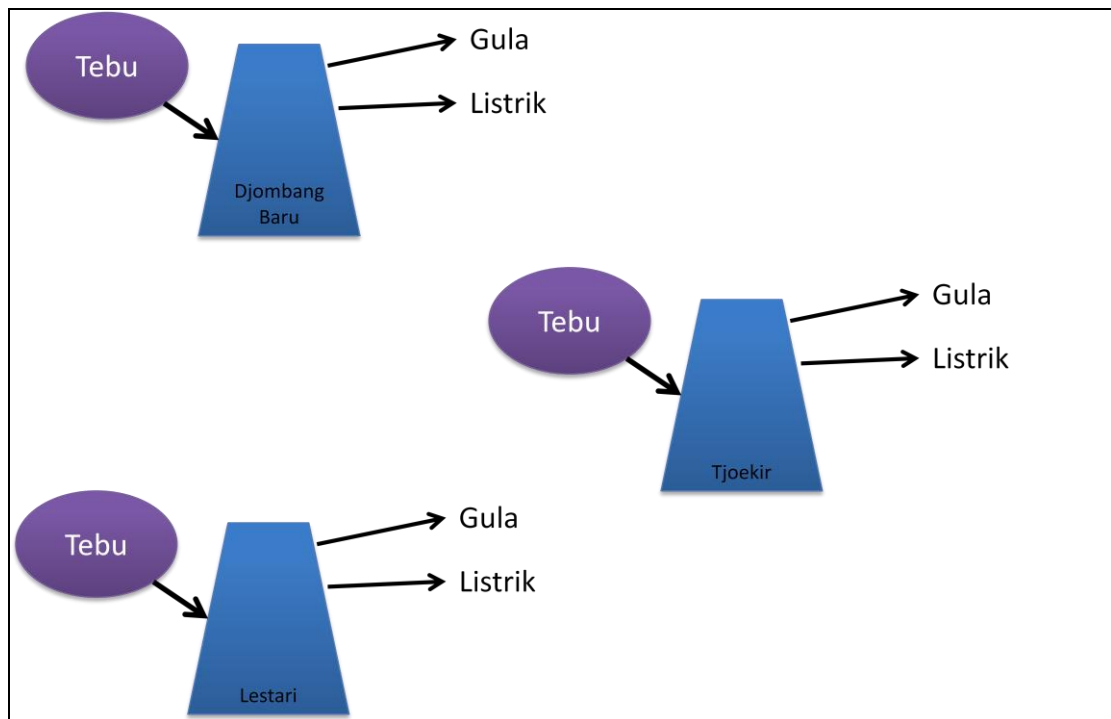 Tebu
Gula
Listrik
Djombang
Baru
Tebu
Gula
Listrik
Tjoekir
Tebu
Gula
Listrik
Lestari